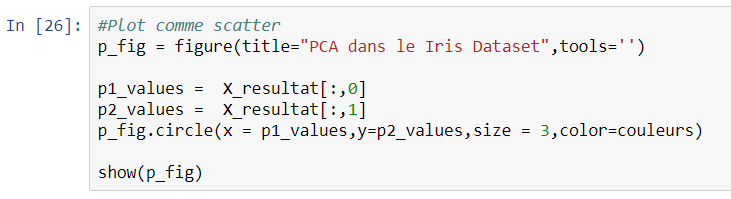 In [26]: #Plot comme scatter
p_fig = figure(title="PCA dans le Iris Dataset",tools='')
p1_values =  X_resultat[:,0]
p2_values =  X_resultat[:,1]
p_fig.circle(x = p1_values,y=p2_values,size = 3,color=couleurs)
show(p_fig)